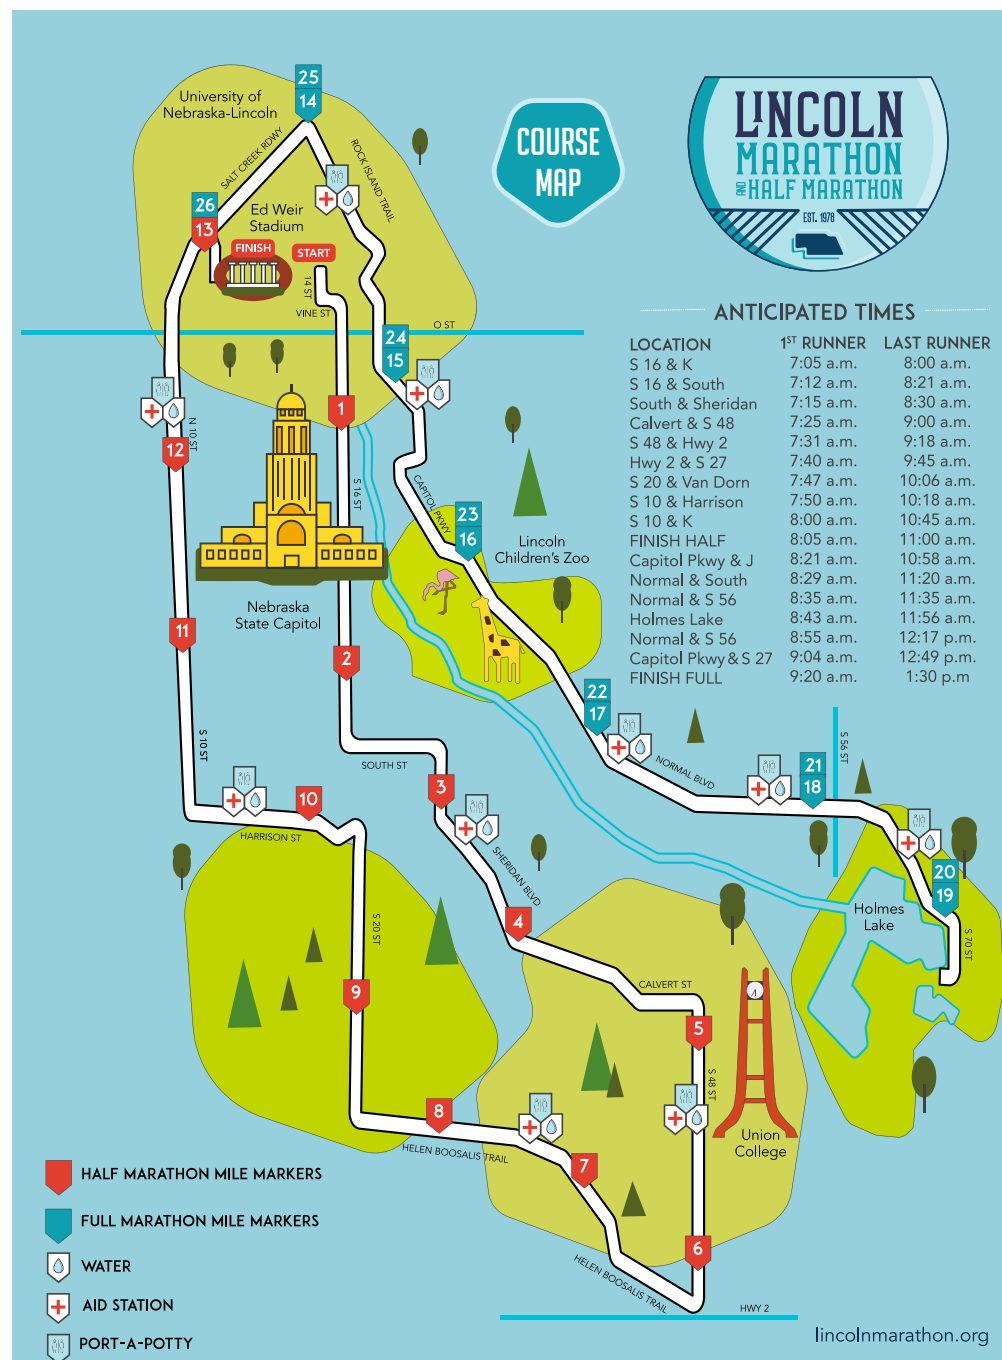 25
14
University of
Nebraska-Lincoln
SALT CREEK RDWY
ROCK ISLAND TRAIL
COURSE
MAP
LINCOLN
MARATHON
AND HALF MARATHON
EST. 1978
26
13
Ed Weir
Stadium
FINISH
START
14 ST
VINE ST
O ST
24
15
ANTICIPATED TIMES
LOCATION 1ST RUNNER LAST RUNNER
S 16 & K 7:05 a.m. 8:00 a.m.
S 16 & South 7:12 a.m. 8:21 a.m.
South & Sheridan 7:15 a.m. 8:30 a.m.
Calvert & S 48 7:25 a.m. 9:00 a.m.
S 48 & Hwy 2 7:31 a.m. 9:18 a.m.
Hwy 2 & S 27 7:40 a.m. 9:45 a.m.
S 20 & Van Dorn 7:47 a.m. 10:06 a.m.
S 10 & Harrison 7:50 a.m. 10:18 a.m.
S 10 & K 8:00 a.m. 10:45 a.m.
FINISH HALF 8:05 a.m. 11:00 a.m.
Capitol Pkwy & J 8:21 a.m. 10:58 a.m.
Normal & South 8:29 a.m. 11:20 a.m.
Normal & S 56 8:35 a.m. 11:35 a.m.
Holmes Lake 8:43 a.m. 11:56 a.m.
Normal & S 56 8:55 a.m. 12:17 p.m.
Capitol Pkwy & S 27 9:04 a.m. 12:49 p.m.
FINISH FULL 9:20 a.m. 1:30 p.m
1
N 10 ST
12
S 16 ST
CAPITOL PKWY
23
16
Lincoln
Children's Zoo
Nebraska
State Capitol
11
2
22
17
S 10 ST
SOUTH ST
NORMAL BLVD
S 56 ST
21
18
3
10
HARRISON ST
SHERIDAN BLVD
20
19
4
S 20 ST
Holmes
Lake
S 70 ST
CALVERT ST
9
5
S 48 ST
8
HELEN BOOSALIS TRAIL
7
Union
College
6
HELEN BOOSALIS TRAIL
HWY 2
HALF MARATHON MILE MARKERS
FULL MARATHON MILE MARKERS
WATER
AID STATION
PORT-A-POTTY
lincolnmarathon.org